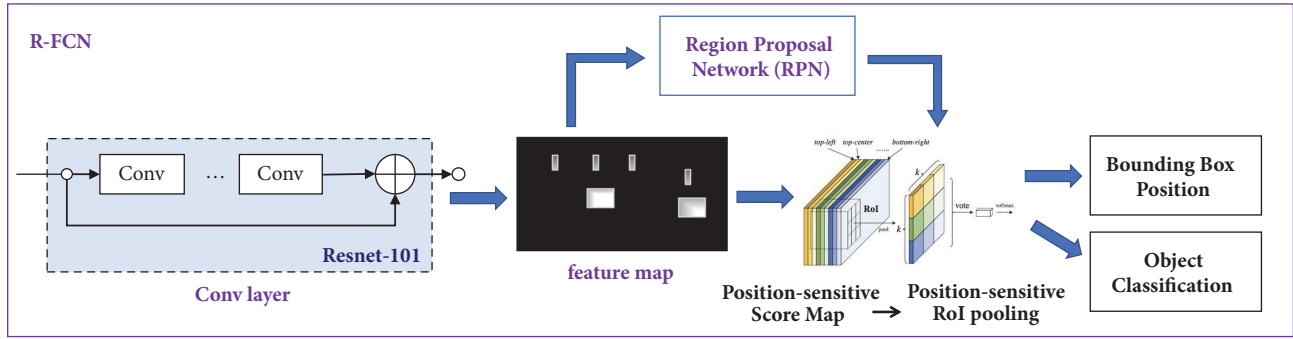 R-FCN
Region Proposal
Network (RPN)
top-left top-center ...... bottom-right
Conv
...
Conv
Resnet-101
Conv layer
feature map
RoI
pool
k
k
vote
softmax
Position-sensitive
Score Map
Position-sensitive
RoI pooling
Bounding Box
Position
Object
Classification